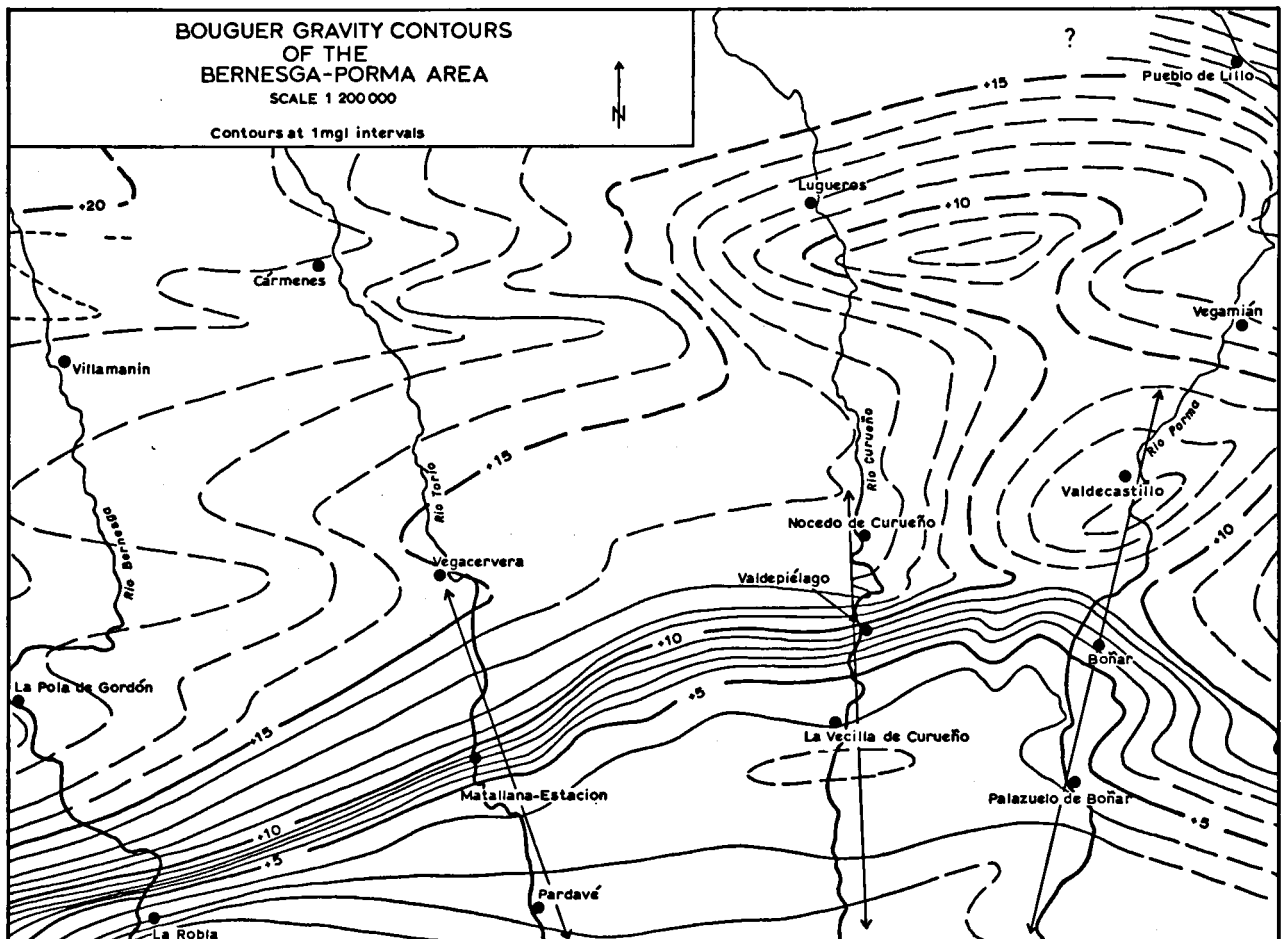 BOUGUER GRAVITY CONTOURS
OF THE
BERNESGA-PORMA AREA
SCALE 1 200 000
Contours at 1 mgl intervals
N
?
Pueblo de Lillo
+15
Lugueros
+20
+10
Cármenes
Vegamián
Villamanin
Río Curueño
Río Porma
+15
Río Torío
Valdecastillo
Río Bernesga
Nocedo de Curueño
+10
Vegacervera
Valdepiélago
+10
Boñar
La Pola de Gordón
+5
+15
La Vecilla de Curueño
Matallana-Estacion
Palazuelo de Boñar
+10
+5
+5
Pardavé
La Robla